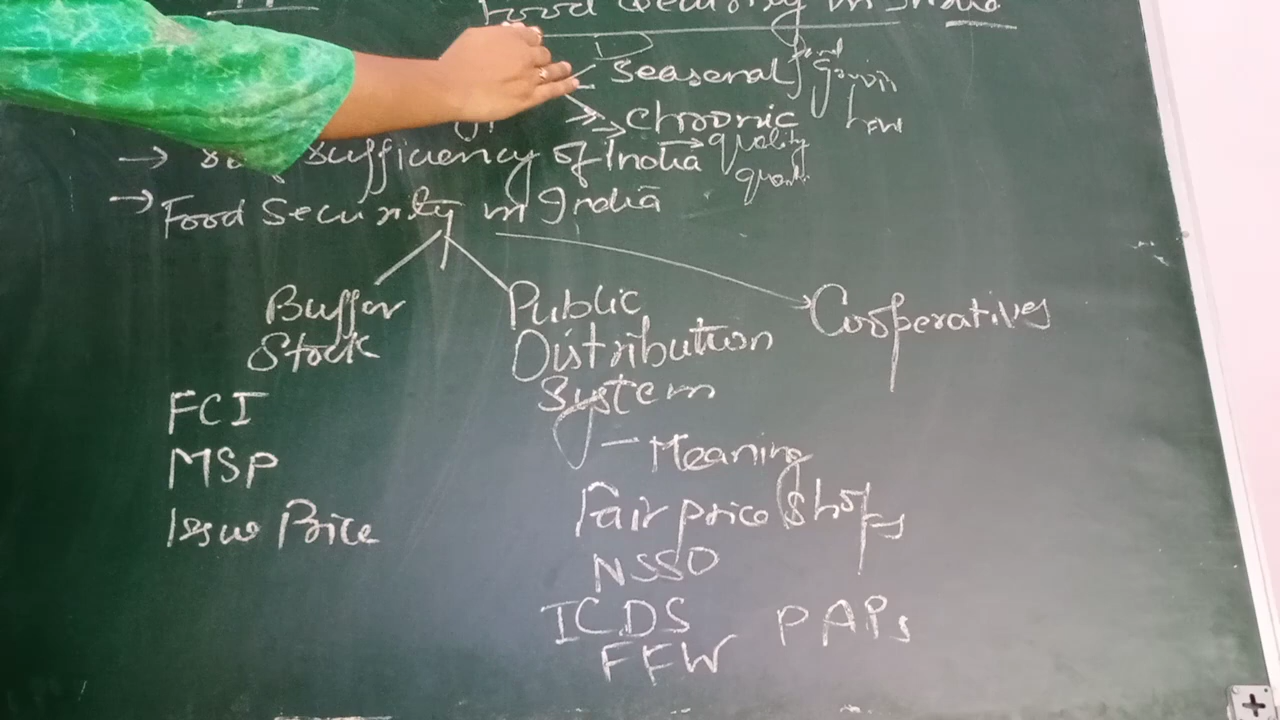 Food Security in India
Seasonal
Chronic
quality
→ sufficiency of India
→ Food Security in India
Buffer Stock
Public Distribution System
Cooperatives
FCI
MSP
Issue Price
— Meaning
Fair price shops
NSSO
ICDS PAPs
FFW